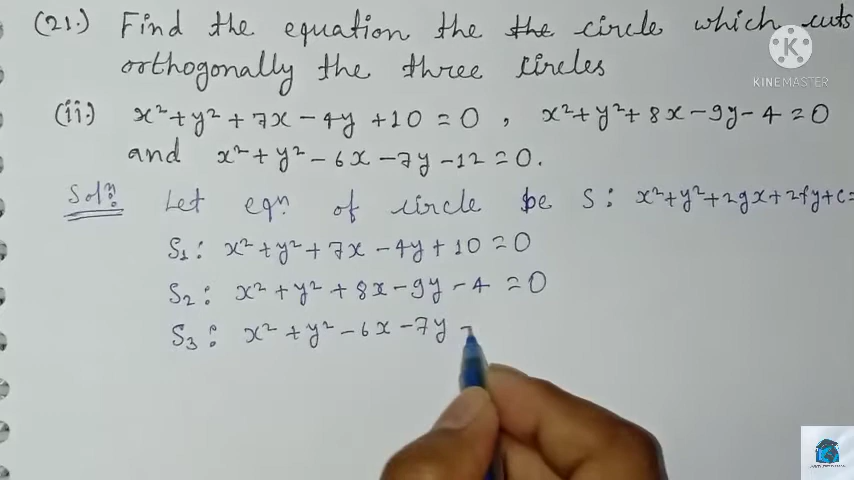 (21.) Find the equation the the circle which cuts
orthogonally the three circles
KINEMASTER
(ii.) x² + y² + 7x - 4y + 10 = 0 , x² + y² + 8x - 9y - 4 = 0
and x² + y² - 6x - 7y - 12 = 0.
Solⁿ: Let eqⁿ of circle be S: x² + y² + 2gx + 2fy + c =
S₁ : x² + y² + 7x - 4y + 10 = 0
S₂ : x² + y² + 8x - 9y - 4 = 0
S₃ : x² + y² - 6x - 7y -